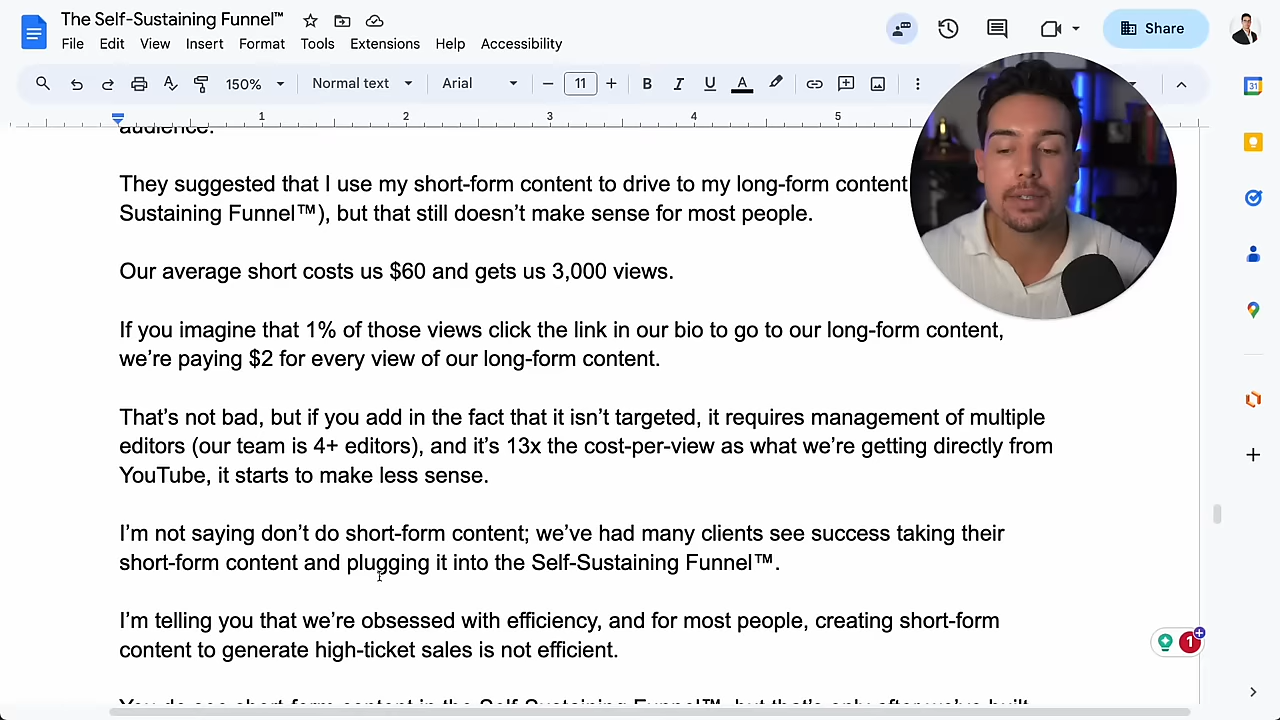 The Self-Sustaining Funnel™
File Edit View Insert Format Tools Extensions Help Accessibility
Share
150% Normal text Arial 11 B I U A
1 2 3 4 5
31
audience.
They suggested that I use my short-form content to drive to my long-form content
Sustaining Funnel™), but that still doesn't make sense for most people.
Our average short costs us $60 and gets us 3,000 views.
If you imagine that 1% of those views click the link in our bio to go to our long-form content,
we're paying $2 for every view of our long-form content.
That's not bad, but if you add in the fact that it isn't targeted, it requires management of multiple
editors (our team is 4+ editors), and it's 13x the cost-per-view as what we're getting directly from
YouTube, it starts to make less sense.
I'm not saying don't do short-form content; we've had many clients see success taking their
short-form content and plugging it into the Self-Sustaining Funnel™.
I'm telling you that we're obsessed with efficiency, and for most people, creating short-form
content to generate high-ticket sales is not efficient.
1